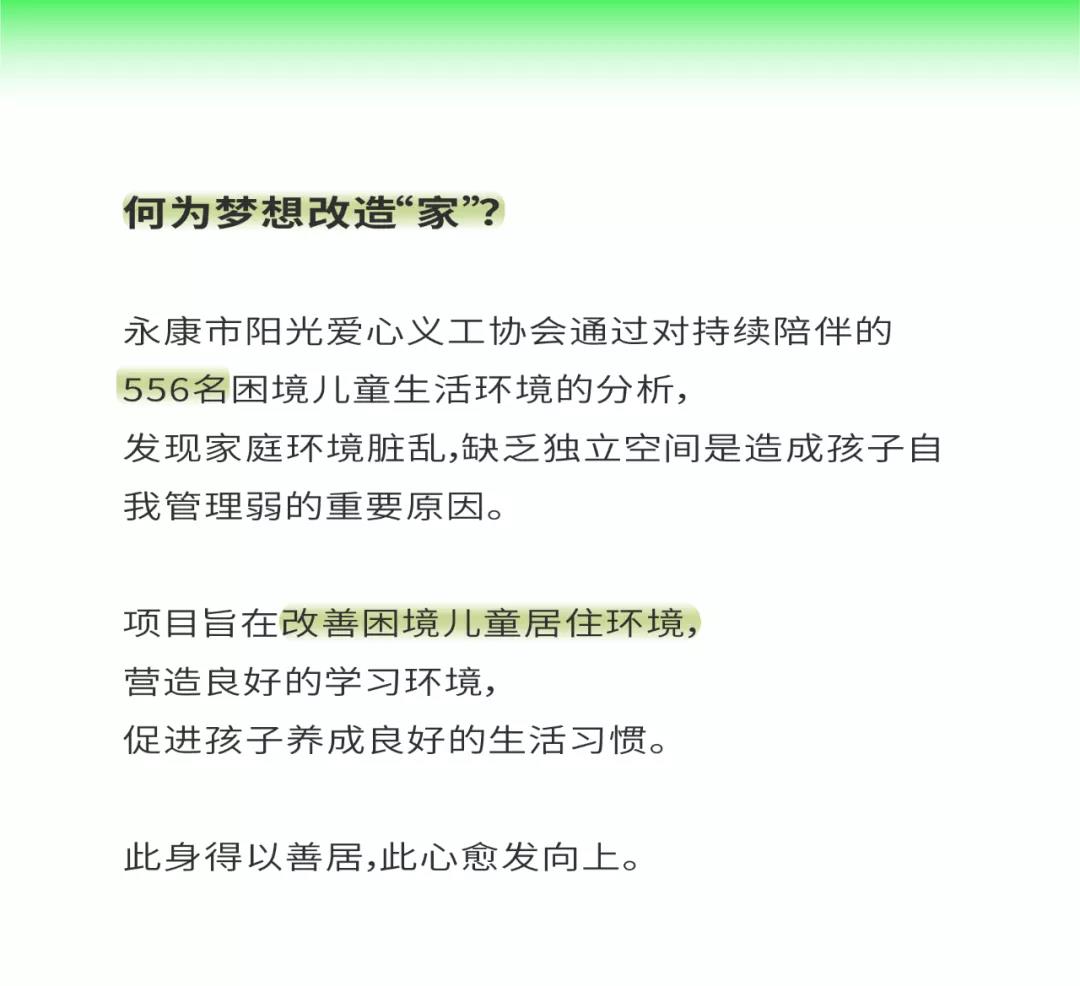 何为梦想改造“家”?
永康市阳光爱心义工协会通过对持续陪伴的
556名困境儿童生活环境的分析,
发现家庭环境脏乱,缺乏独立空间是造成孩子自
我管理弱的重要原因。
项目旨在改善困境儿童居住环境,
营造良好的学习环境,
促进孩子养成良好的生活习惯。
此身得以善居,此心愈发向上。